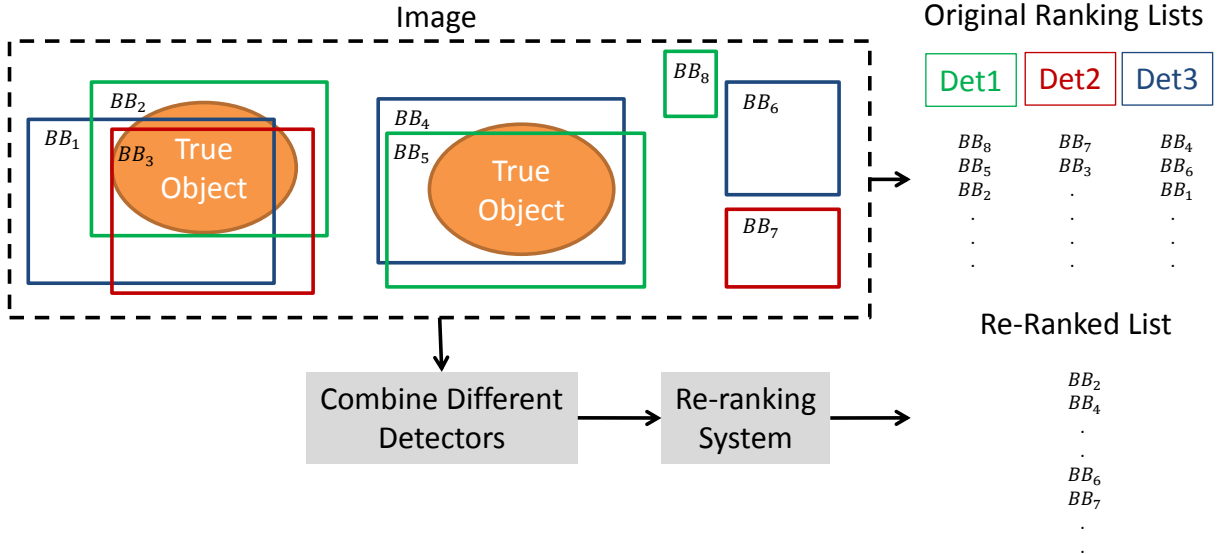 Image
Original Ranking Lists
Det1 Det2 Det3
BB₈
BB₂
BB₁
BB₃
True
Object
BB₄
BB₅
True
Object
BB₆
BB₇
BB₈ BB₇ BB₄
BB₅ BB₃ BB₆
BB₂ . BB₁
. . .
. . .
. . .
Re-Ranked List
Combine Different
Detectors
Re-ranking
System
BB₂
BB₄
.
.
BB₆
BB₇
.
.